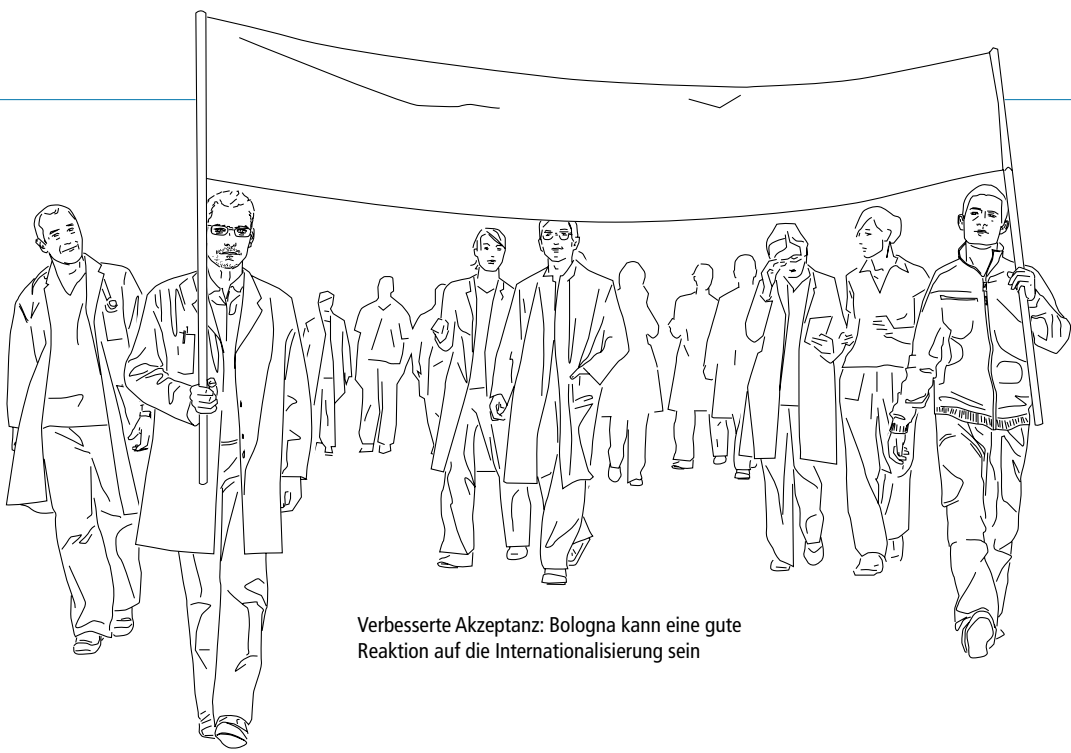 Verbesserte Akzeptanz: Bologna kann eine gute
Reaktion auf die Internationalisierung sein